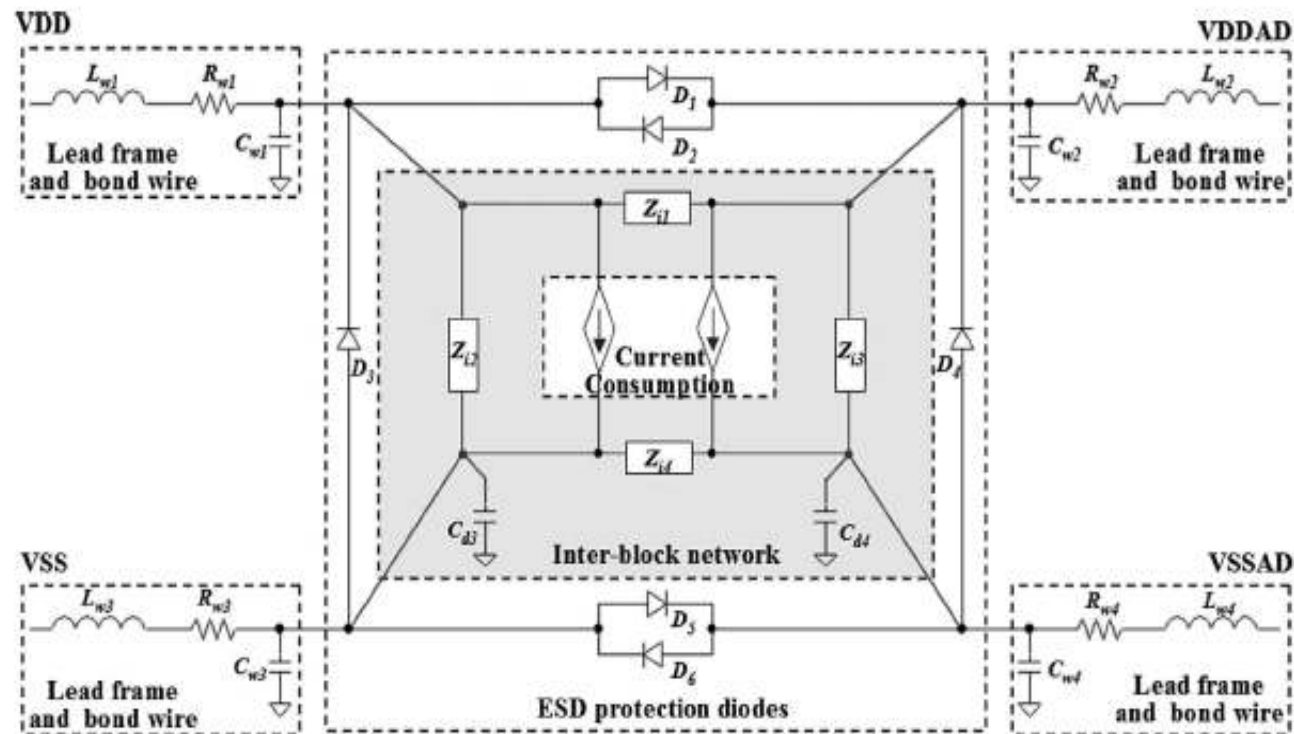 VDD
VDDAD
Lw1
Rw1
Cw1
Lead frame
and bond wire
D1
D2
Rw2
Lw2
Cw2
Lead frame
and bond wire
Zi1
Zi2
Zi3
Current
Consumption
D3
D4
Zi4
Cd3
Cd4
Inter-block network
VSS
VSSAD
Lw3
Rw3
Cw3
Lead frame
and bond wire
D5
D6
ESD protection diodes
Rw4
Lw4
Cw4
Lead frame
and bond wire